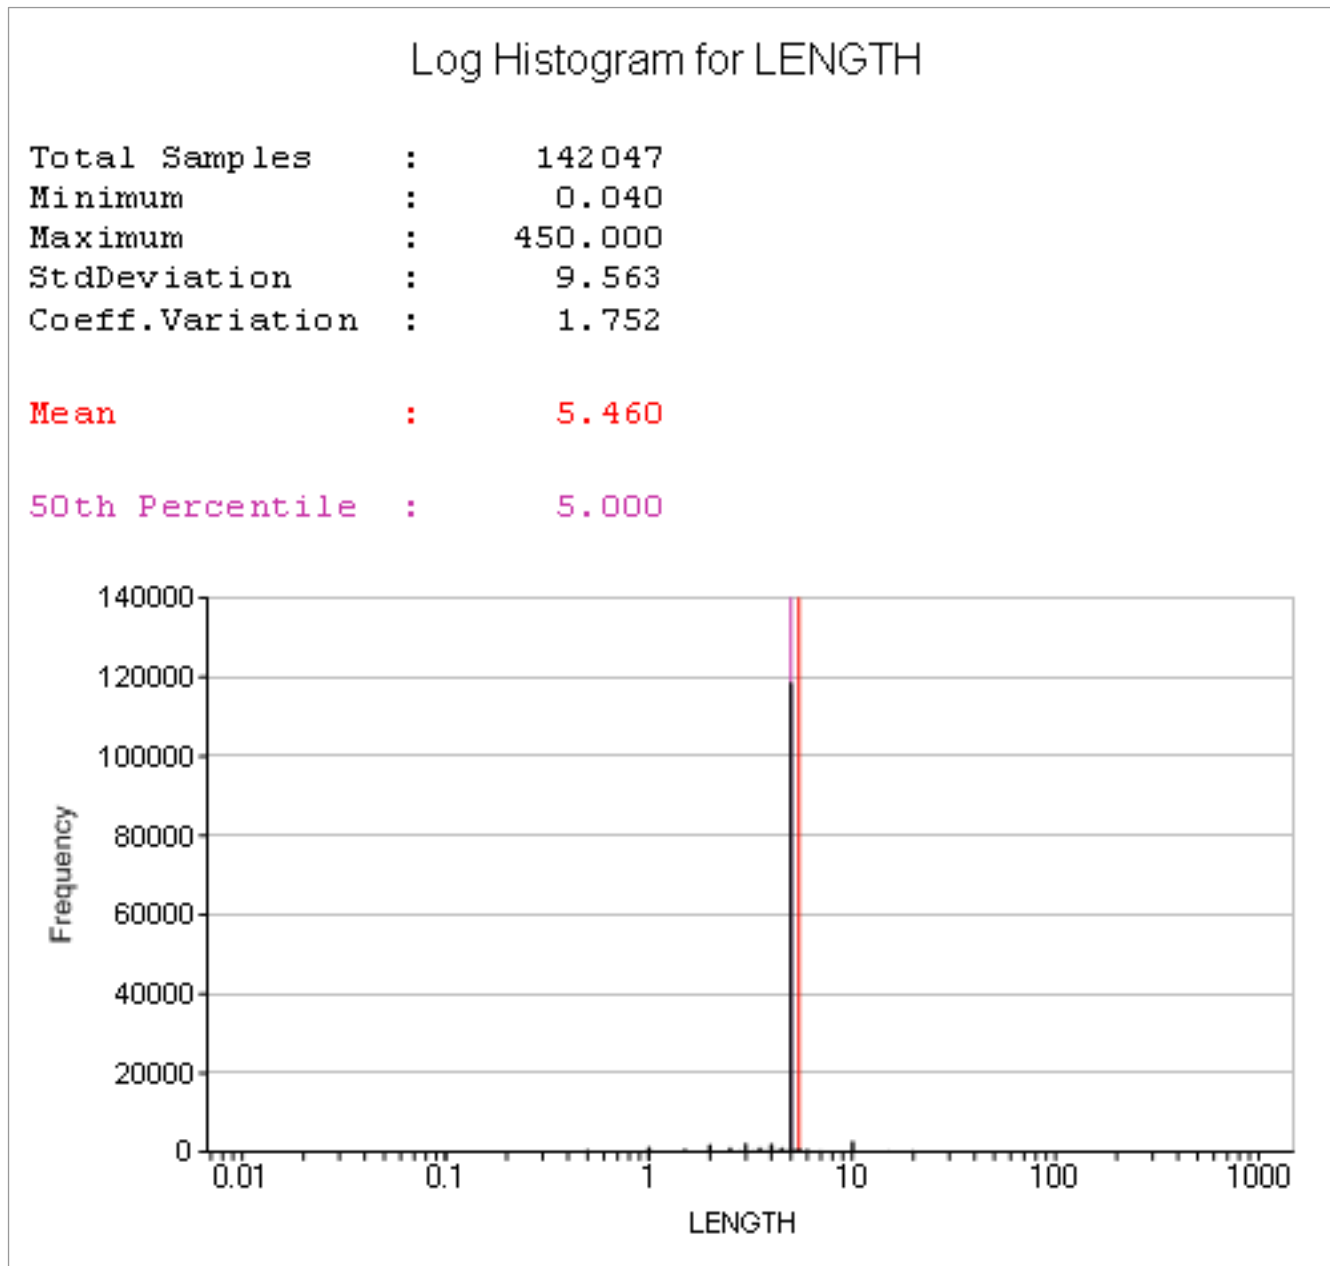 Log Histogram for LENGTH
Total Samples : 142047
Minimum : 0.040
Maximum : 450.000
StdDeviation : 9.563
Coeff.Variation : 1.752
Mean : 5.460
50th Percentile : 5.000
140000
120000
100000
80000
60000
40000
20000
0
Frequency
0.01 0.1 1 10 100 1000
LENGTH